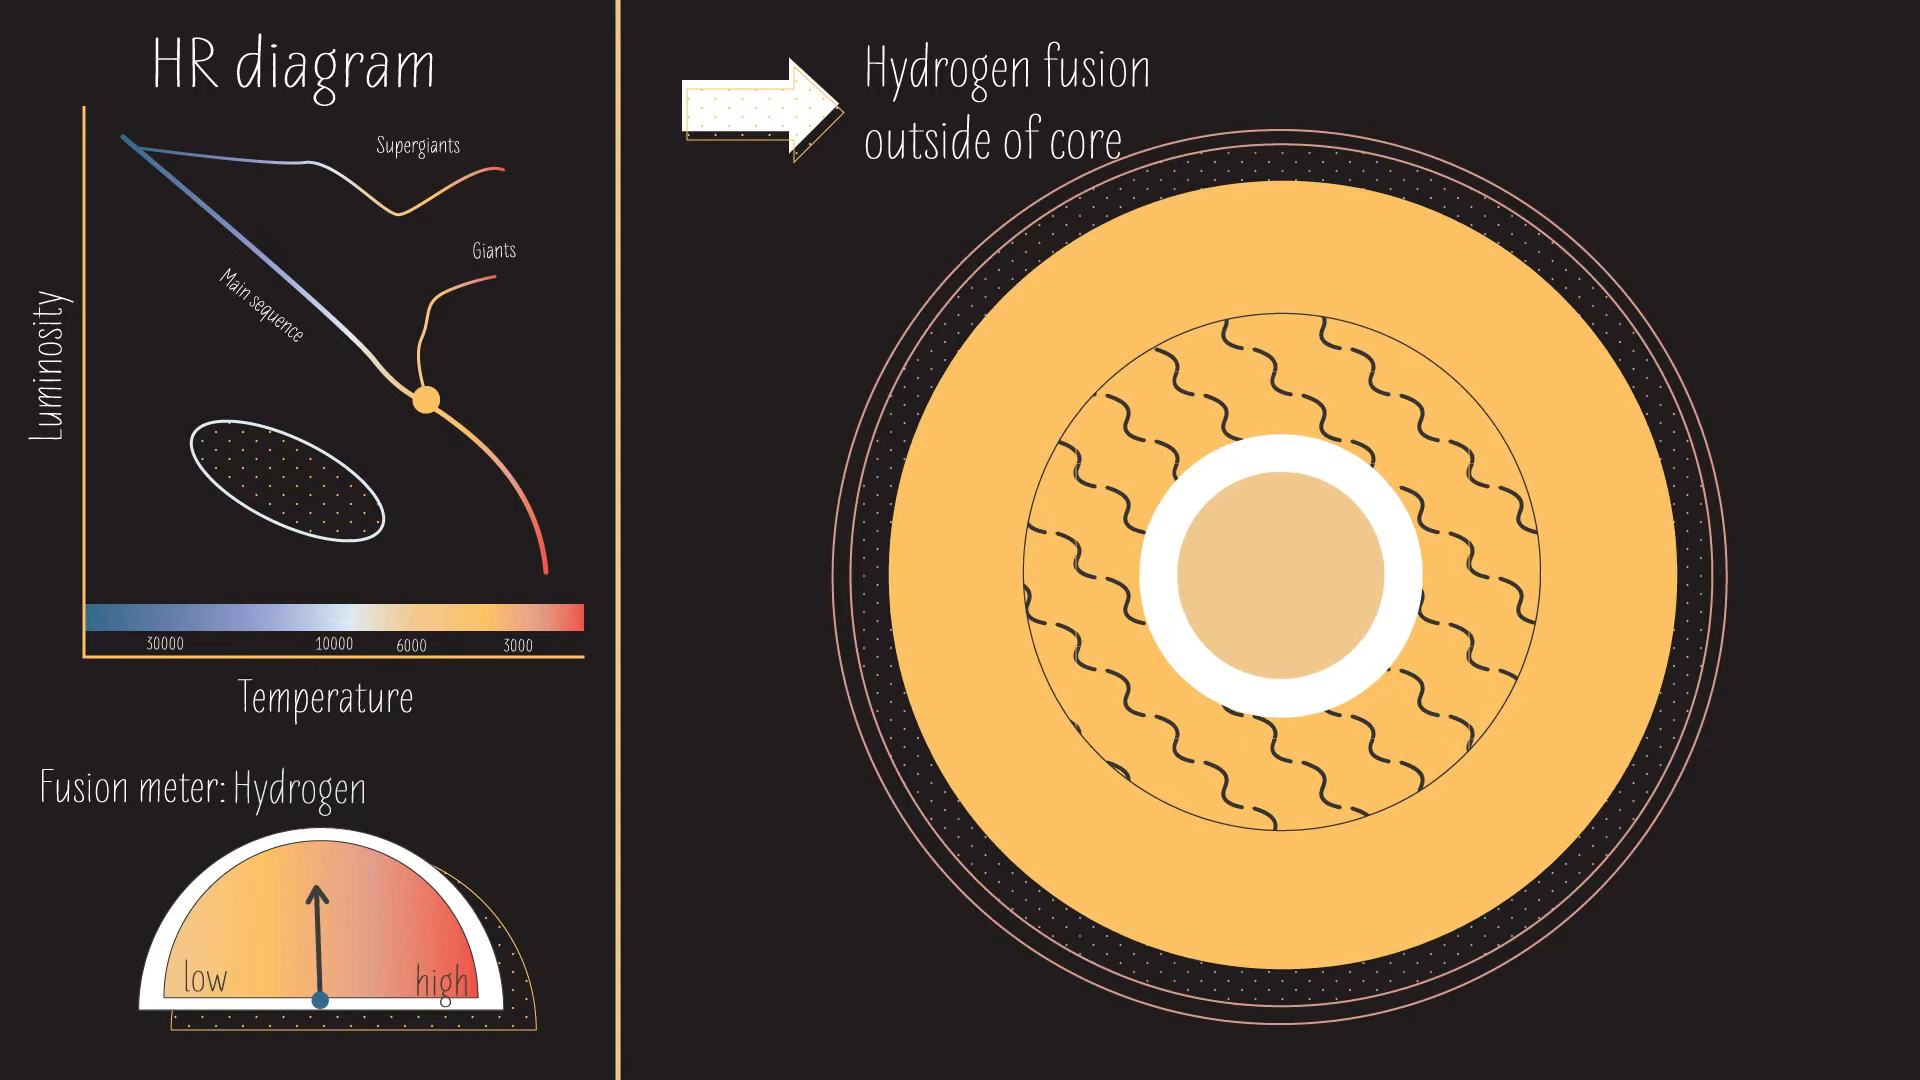 HR diagram
Supergiants
Giants
Main sequence
Luminosity
30000 10000 6000 3000
Temperature
Fusion meter: Hydrogen
low high
Hydrogen fusion
outside of core